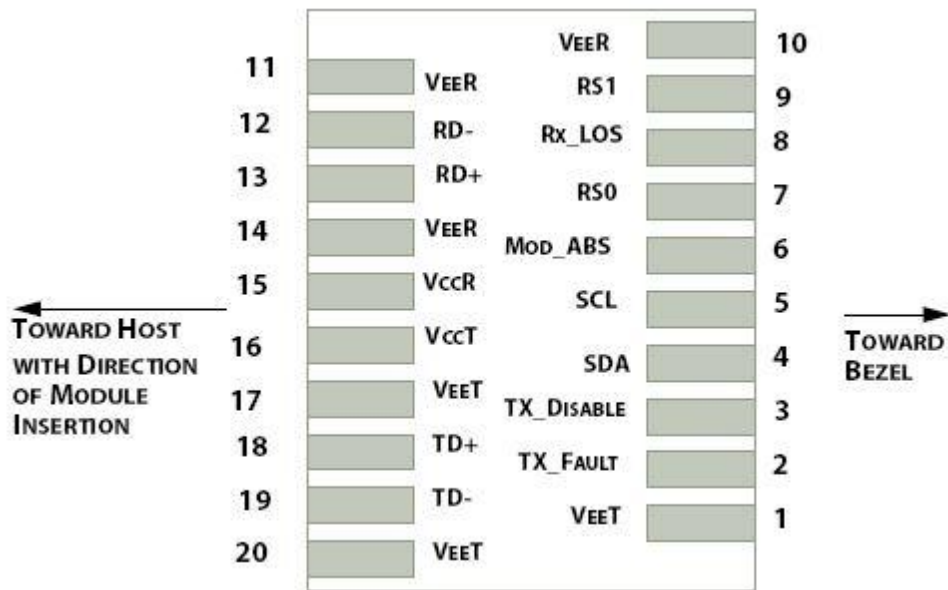 VEER 10
11 VEER
RS1 9
12 RD-
Rx_LOS 8
13 RD+
RS0 7
14 VEER
MOD_ABS 6
15 VCCR
SCL 5
TOWARD HOST
WITH DIRECTION
OF MODULE
INSERTION
TOWARD
BEZEL
16 VCCT
SDA 4
17 VEET
TX_DISABLE 3
18 TD+
TX_FAULT 2
19 TD-
VEET 1
20 VEET